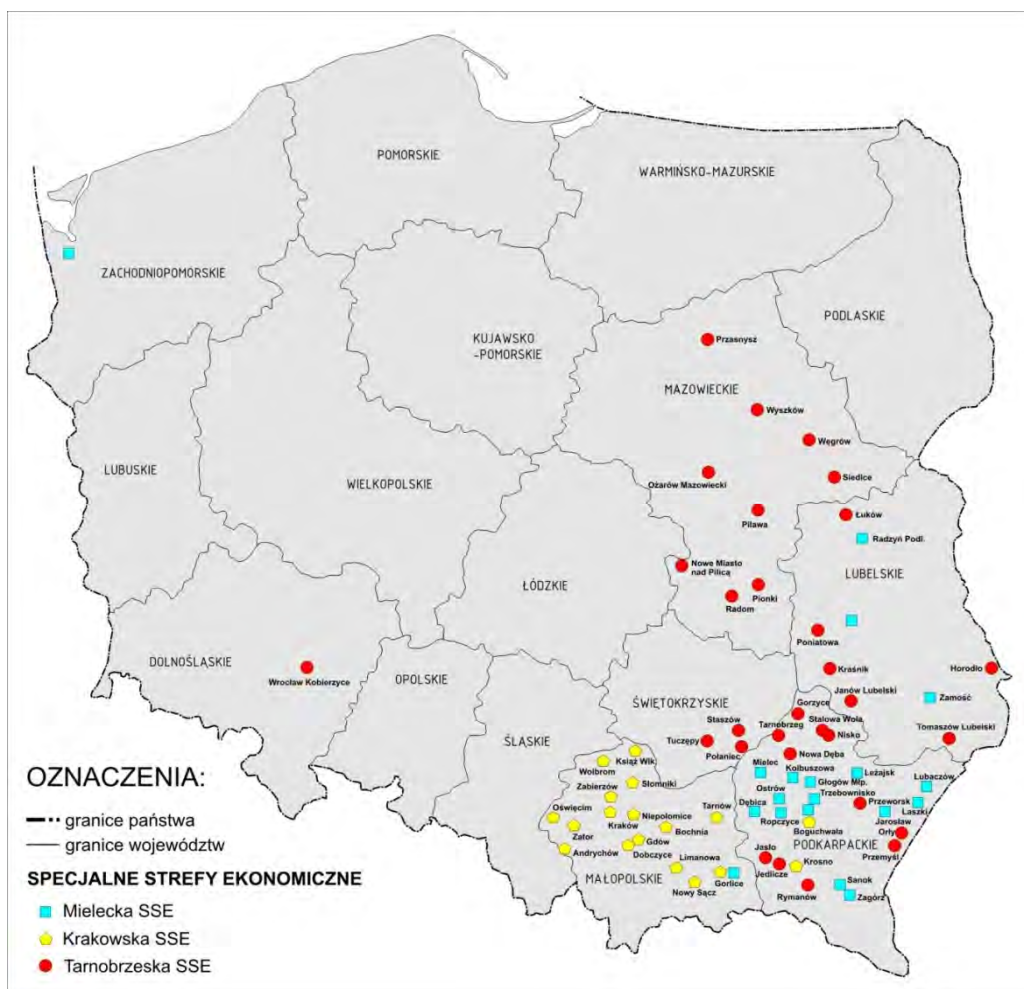 POMORSKIE
WARMIŃSKO-MAZURSKIE
ZACHODNIOPOMORSKIE
PODLASKIE
KUJAWSKO
-POMORSKIE
Przasnysz
MAZOWIECKIE
Wyszków
Węgrów
LUBUSKIE
WIELKOPOLSKIE
Ożarów Mazowiecki
Siedlce
Pilawa
Łuków
Radzyń Podl.
Nowe Miasto
nad Pilicą
ŁÓDZKIE
LUBELSKIE
Pionki
Radom
Poniatowa
DOLNOŚLĄSKIE
Wrocław Kobierzyce
OPOLSKIE
Kraśnik
Horodło
ŚWIĘTOKRZYSKIE
Janów Lubelski
Zamość
Gorzyce
Staszów
Tarnobrzeg
Stalowa Wola
Nisko
Tomaszów Lubelski
ŚLĄSKIE
Tuczępy
Połaniec
Nowa Dęba
Książ Wlk.
Wolbrom
Mielec
Kolbuszowa
Leżajsk
Zabierzów
Słomniki
Głogów Młp.
Lubaczów
Ostrów
Trzebownisko
Oświęcim
Niepołomice
Tarnów
Dębica
Przeworsk
Laszki
Kraków
Bochnia
Ropczyce
Jarosław
Zator
Gdów
Boguchwała
Orły
Andrychów
Dobczyce
PODKARPACKIE
Przemyśl
Limanowa
Jasło
Krosno
MAŁOPOLSKIE
Gorlice
Jedlicze
Sanok
Nowy Sącz
Rymanów
Zagórz
OZNACZENIA:
granice państwa
granice województw
SPECJALNE STREFY EKONOMICZNE
Mielecka SSE
Krakowska SSE
Tarnobrzeska SSE